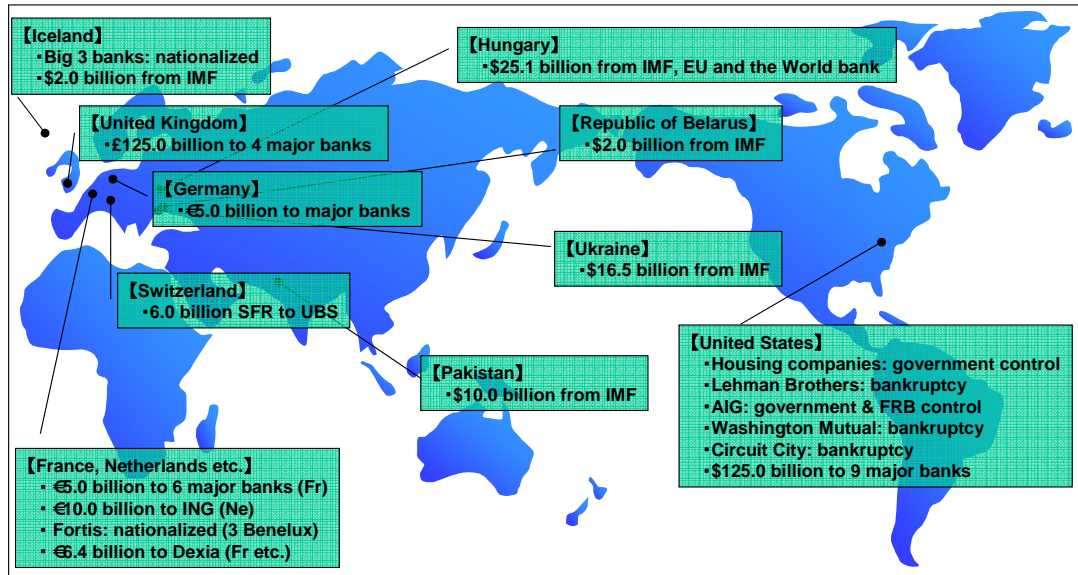 【Iceland】
・Big 3 banks: nationalized
・$2.0 billion from IMF
【Hungary】
・$25.1 billion from IMF, EU and the World bank
【United Kingdom】
・£125.0 billion to 4 major banks
【Republic of Belarus】
・$2.0 billion from IMF
【Germany】
・€5.0 billion to major banks
【Ukraine】
・$16.5 billion from IMF
【Switzerland】
・6.0 billion SFR to UBS
【Pakistan】
・$10.0 billion from IMF
【United States】
・Housing companies: government control
・Lehman Brothers: bankruptcy
・AIG: government & FRB control
・Washington Mutual: bankruptcy
・Circuit City: bankruptcy
・$125.0 billion to 9 major banks
【France, Netherlands etc.】
・ €5.0 billion to 6 major banks (Fr)
・ €10.0 billion to ING (Ne)
・ Fortis: nationalized (3 Benelux)
・ €6.4 billion to Dexia (Fr etc.)